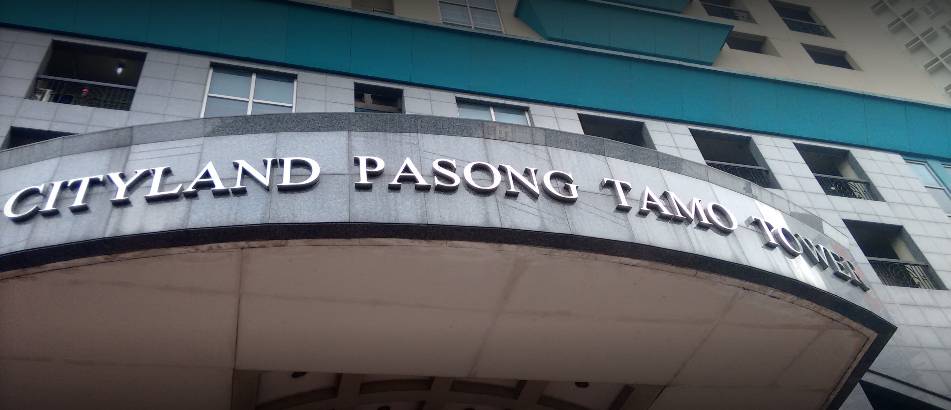 CITYLAND PASONG TAMO TOWER